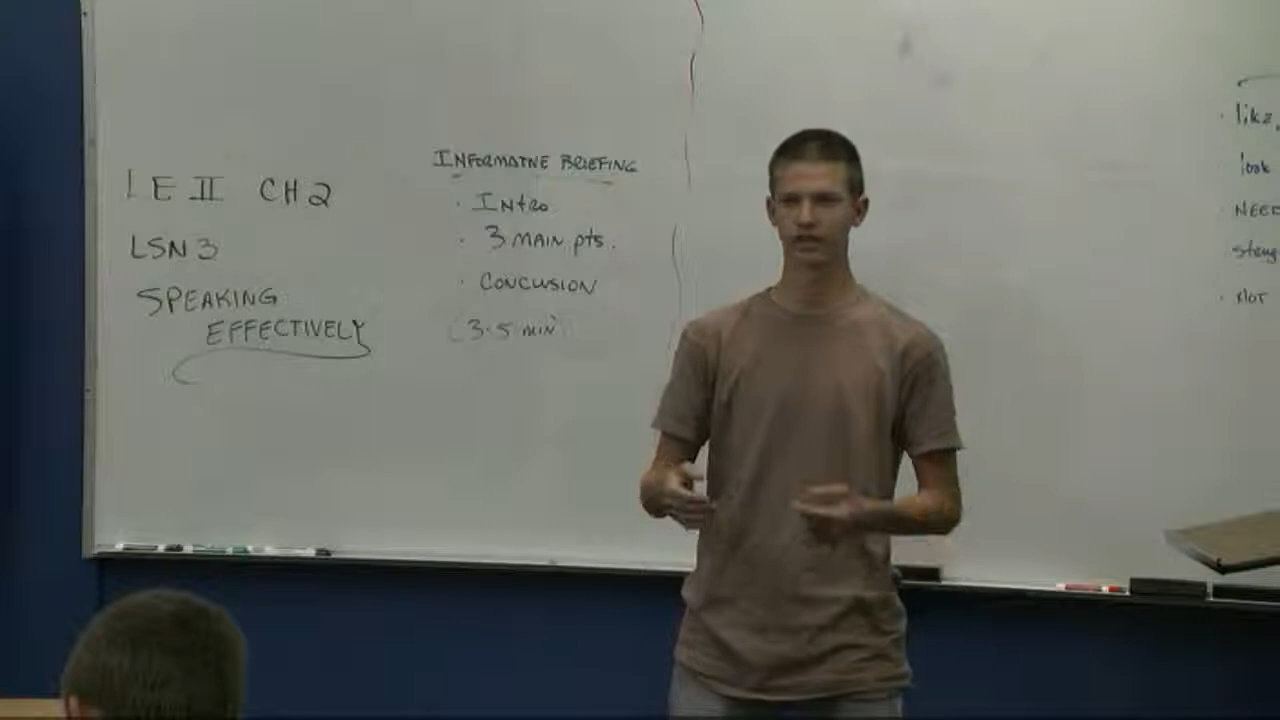 LE II CH 2
LSN 3
SPEAKING
EFFECTIVELY
INFORMATIVE BRIEFING
· Intro
· 3 MAIN pts.
· CONCLUSION
(3-5 min)
· like,
look
NEED
· NOT